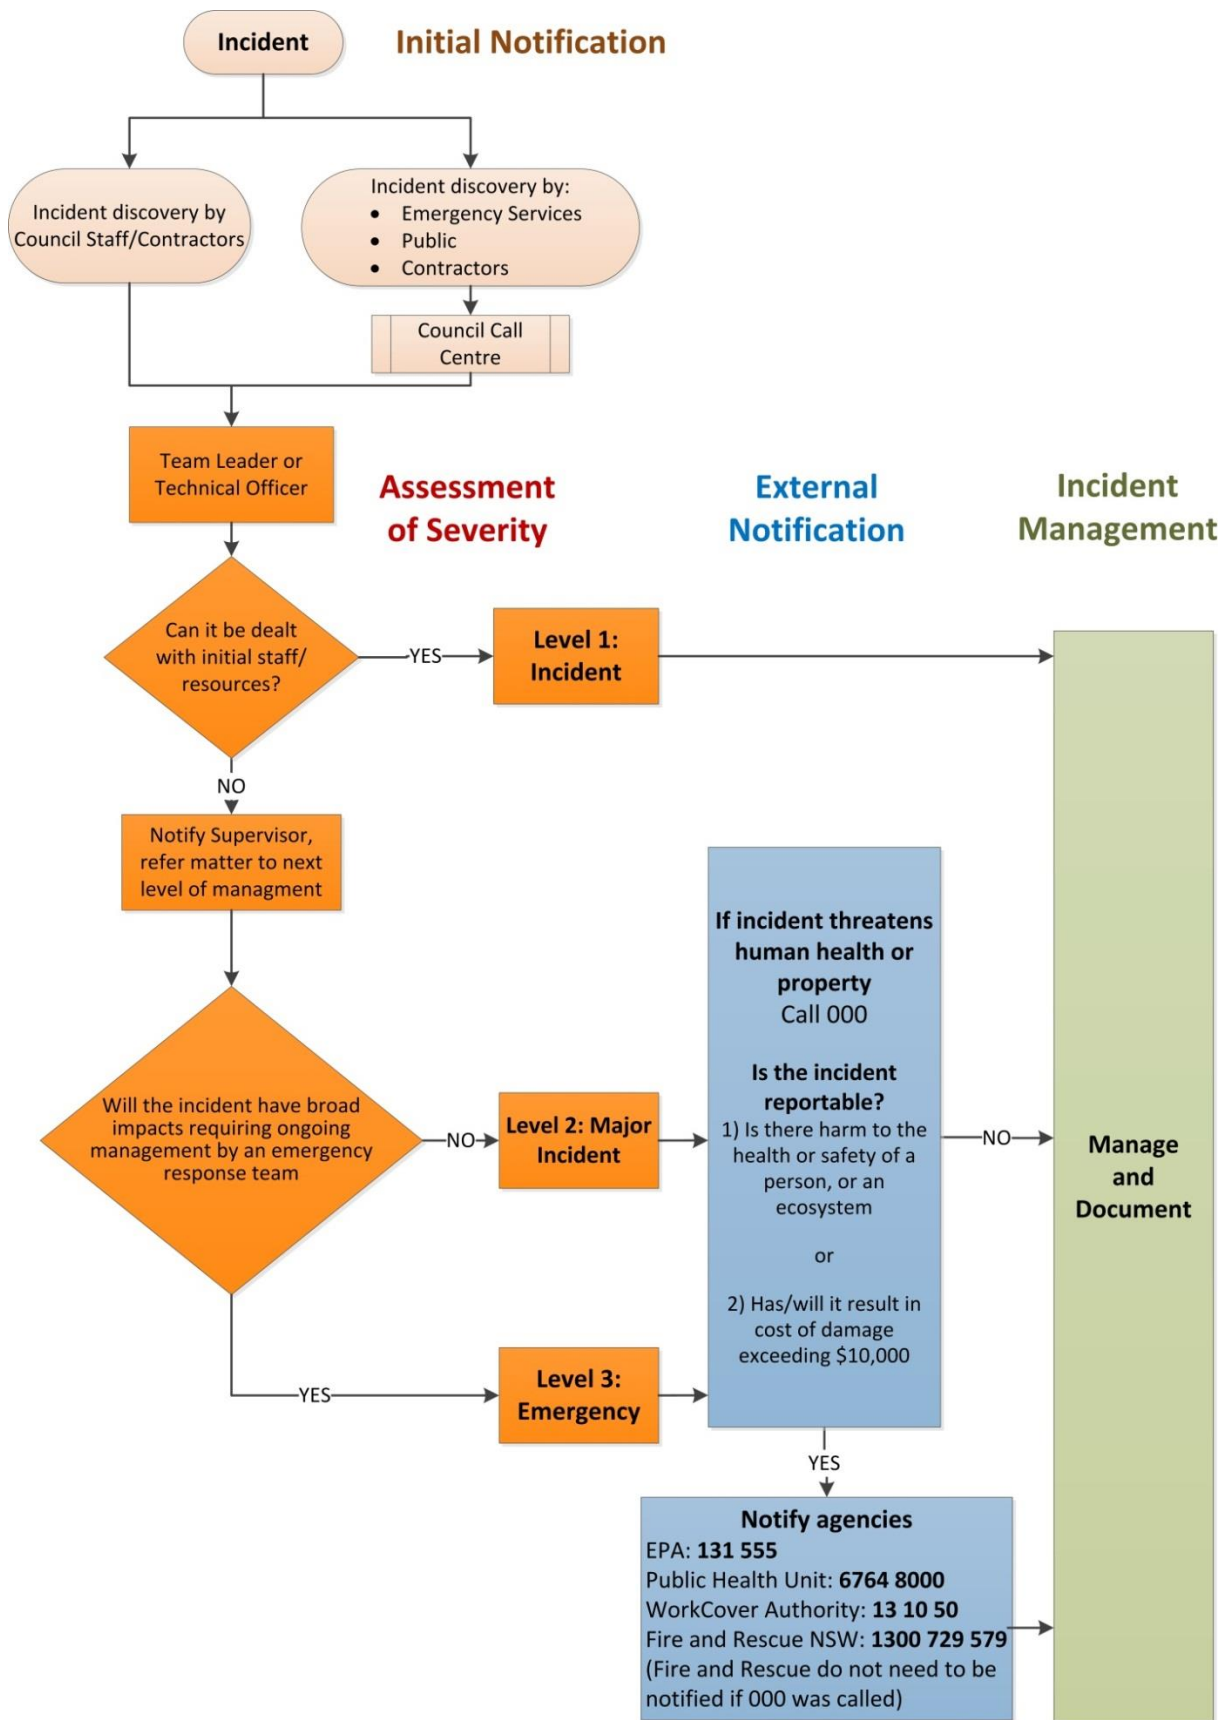 Incident
Initial Notification
Incident discovery by
Council Staff/Contractors
Incident discovery by:
• Emergency Services
• Public
• Contractors
Council Call
Centre
Team Leader or
Technical Officer
Assessment
of Severity
External
Notification
Incident
Management
Can it be dealt
with initial staff/
resources?
YES
Level 1:
Incident
NO
Notify Supervisor,
refer matter to next
level of managment
Will the incident have broad
impacts requiring ongoing
management by an emergency
response team
NO
Level 2: Major
Incident
YES
Level 3:
Emergency
If incident threatens
human health or
property
Call 000
Is the incident
reportable?
1) Is there harm to the
health or safety of a
person, or an
ecosystem
or
2) Has/will it result in
cost of damage
exceeding $10,000
NO
Manage
and
Document
YES
Notify agencies
EPA: 131 555
Public Health Unit: 6764 8000
WorkCover Authority: 13 10 50
Fire and Rescue NSW: 1300 729 579
(Fire and Rescue do not need to be
notified if 000 was called)